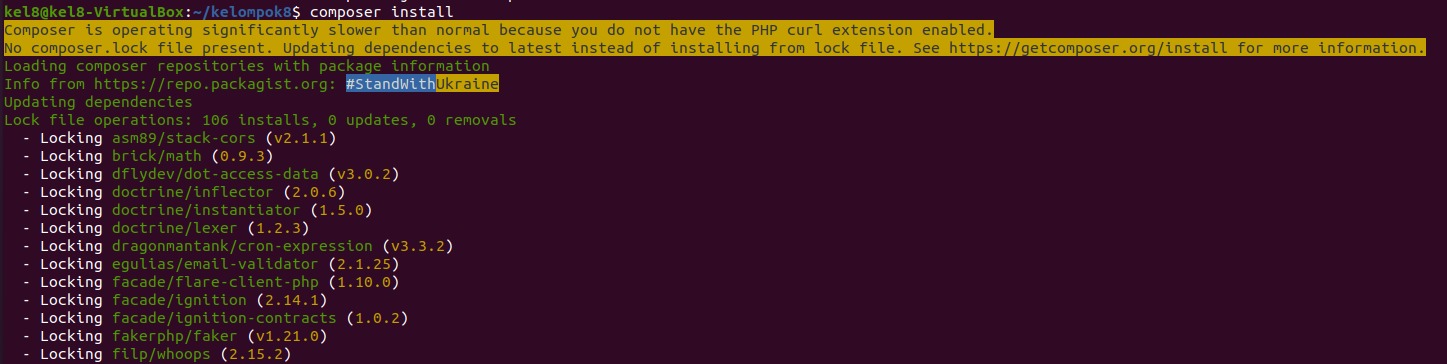 kel8@kel8-VirtualBox:~/kelompok8$ composer install
Composer is operating significantly slower than normal because you do not have the PHP curl extension enabled.
No composer.lock file present. Updating dependencies to latest instead of installing from lock file. See https://getcomposer.org/install for more information.
Loading composer repositories with package information
Info from https://repo.packagist.org: #StandWithUkraine
Updating dependencies
Lock file operations: 106 installs, 0 updates, 0 removals
  - Locking asm89/stack-cors (v2.1.1)
  - Locking brick/math (0.9.3)
  - Locking dflydev/dot-access-data (v3.0.2)
  - Locking doctrine/inflector (2.0.6)
  - Locking doctrine/instantiator (1.5.0)
  - Locking doctrine/lexer (1.2.3)
  - Locking dragonmantank/cron-expression (v3.3.2)
  - Locking egulias/email-validator (2.1.25)
  - Locking facade/flare-client-php (1.10.0)
  - Locking facade/ignition (2.14.1)
  - Locking facade/ignition-contracts (1.0.2)
  - Locking fakerphp/faker (v1.21.0)
  - Locking filp/whoops (2.15.2)